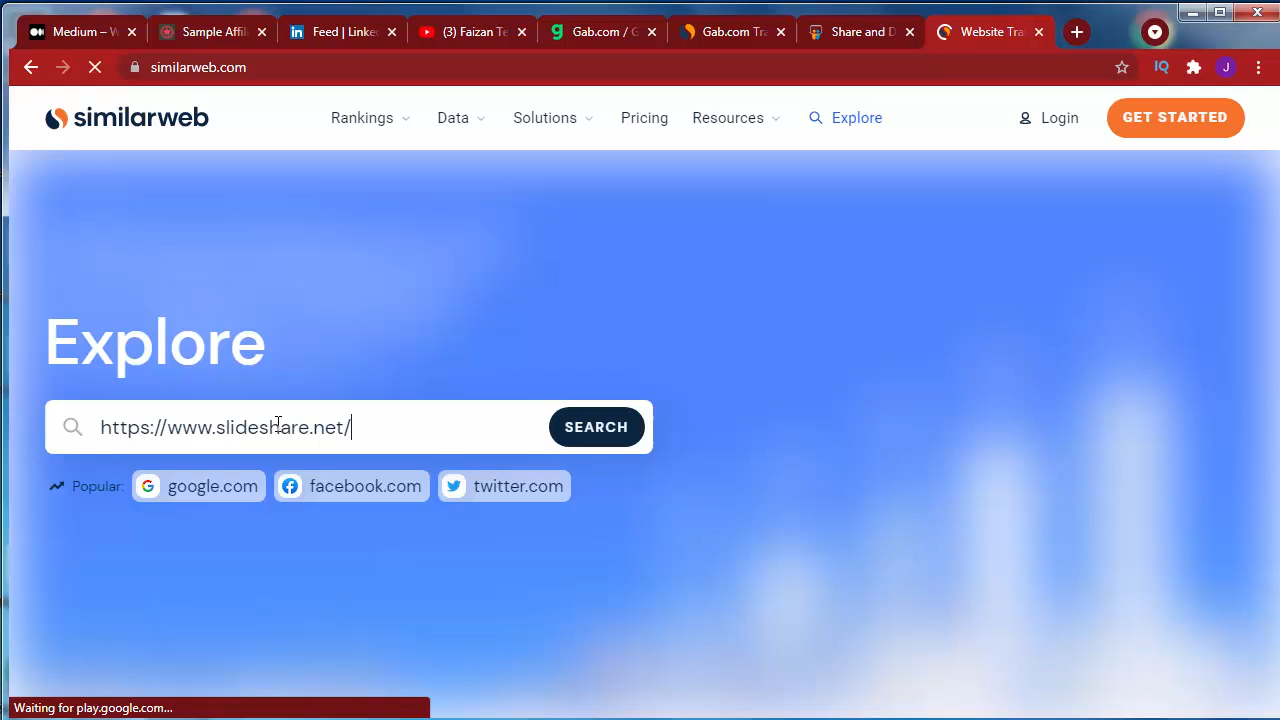 Medium – W
Sample Affil
Feed | Linke
(3) Faizan Te
Gab.com / G
Gab.com Tra
Share and D
Website Tra
similarweb.com
IQ
J
similarweb
Rankings
Data
Solutions
Pricing
Resources
Explore
Login
GET STARTED
Explore
https://www.slideshare.net/
SEARCH
Popular:
google.com
facebook.com
twitter.com
Waiting for play.google.com...